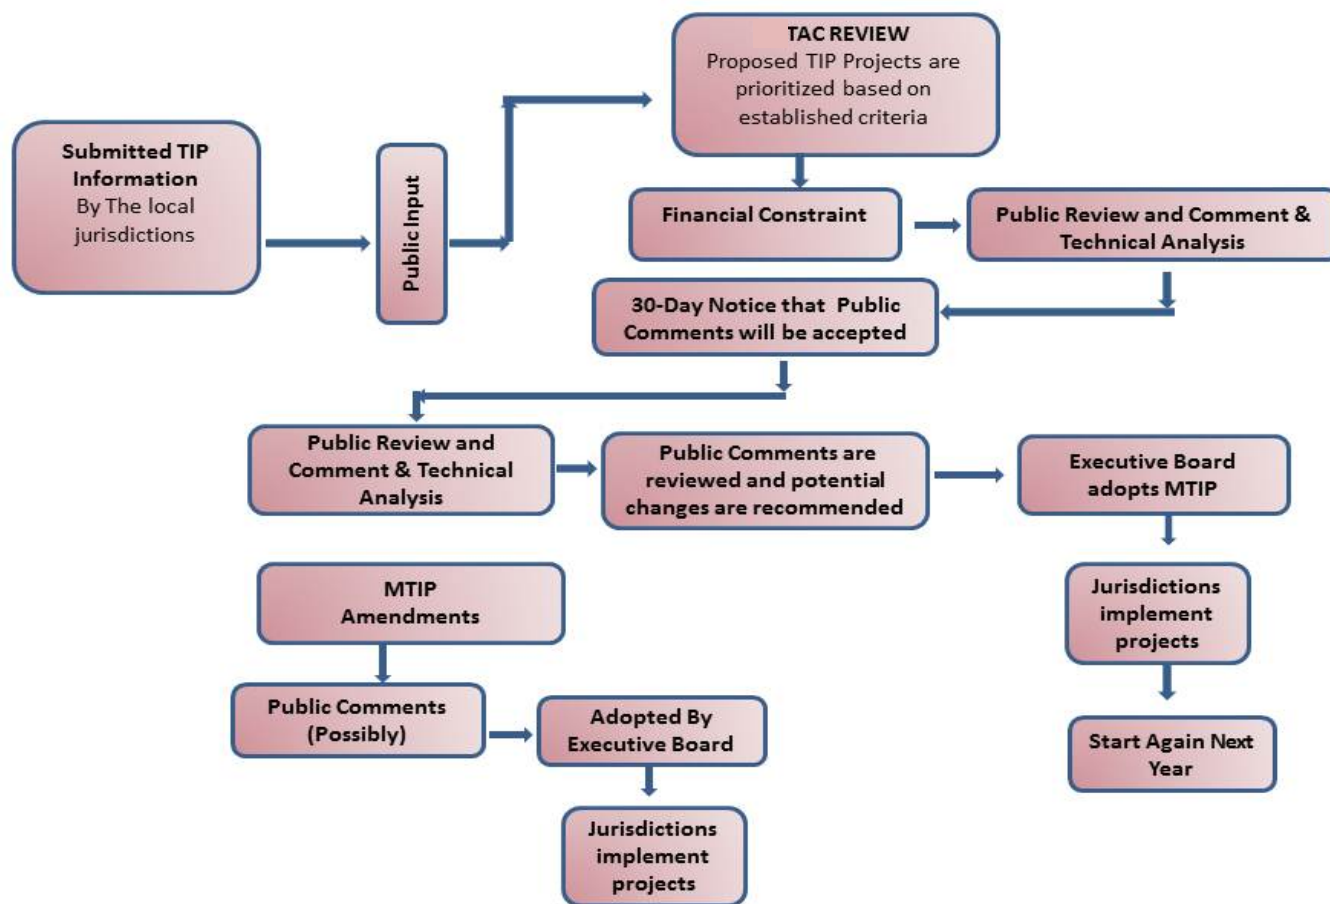 Submitted TIP
Information
By The local
jurisdictions
Public Input
TAC REVIEW
Proposed TIP Projects are
prioritized based on
established criteria
Financial Constraint
Public Review and Comment &
Technical Analysis
30-Day Notice that Public
Comments will be accepted
Public Review and
Comment & Technical
Analysis
Public Comments are
reviewed and potential
changes are recommended
Executive Board
adopts MTIP
Jurisdictions
implement
projects
Start Again Next
Year
MTIP
Amendments
Public Comments
(Possibly)
Adopted By
Executive Board
Jurisdictions
implement
projects